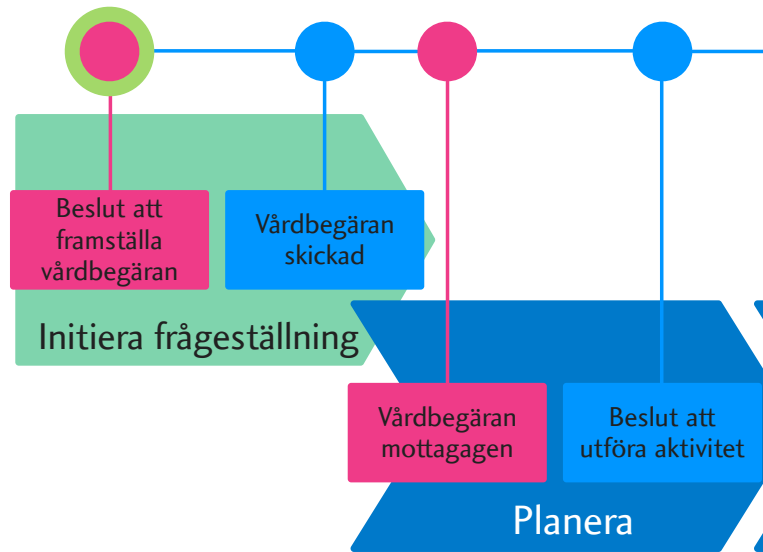 Beslut att
framställa
vårdbegäran
Vårdbegäran
skickad
Initiera frågeställning
Vårdbegäran
mottagagen
Beslut att
utföra aktivitet
Planera